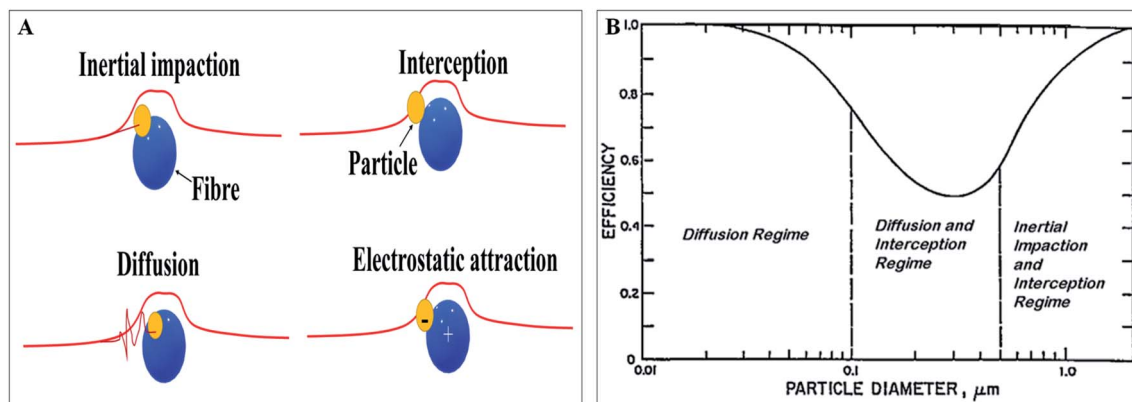 A
Inertial impaction
Fibre
Interception
Particle
Diffusion
Electrostatic attraction
-
+
B
1.0
0.8
0.6
0.4
0.2
0
EFFICIENCY
Diffusion Regime
Diffusion and
Interception
Regime
Inertial
Impaction
and
Interception
Regime
0.01
0.1
1.0
PARTICLE DIAMETER, μm